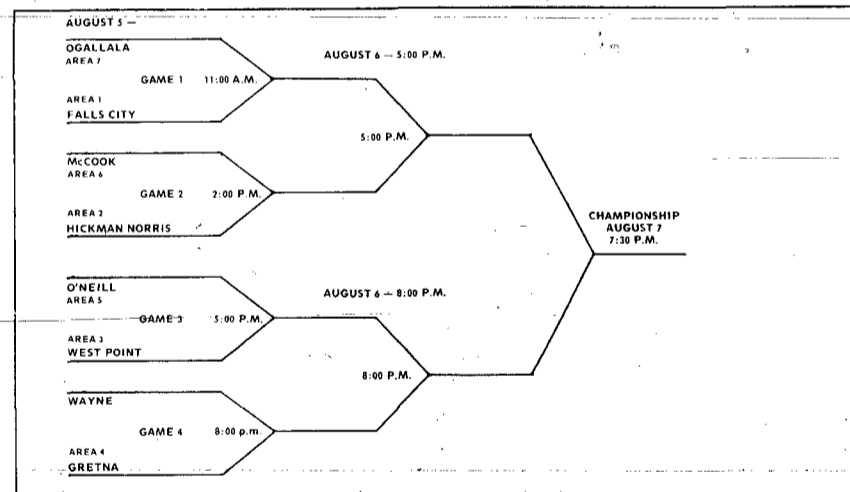 AUGUST 5 —
OGALLALA
AREA 7
AUGUST 6 — 5:00 P.M.
GAME 1 11:00 A.M.
AREA 1
FALLS CITY
5:00 P.M.
McCOOK
AREA 6
GAME 2 2:00 P.M.
AREA 2
HICKMAN NORRIS
CHAMPIONSHIP
AUGUST 7
7:30 P.M.
O'NEILL
AREA 5
AUGUST 6 — 8:00 P.M.
GAME 3 5:00 P.M.
AREA 3
WEST POINT
8:00 P.M.
WAYNE
GAME 4 8:00 p.m.
AREA 4
GRETNA